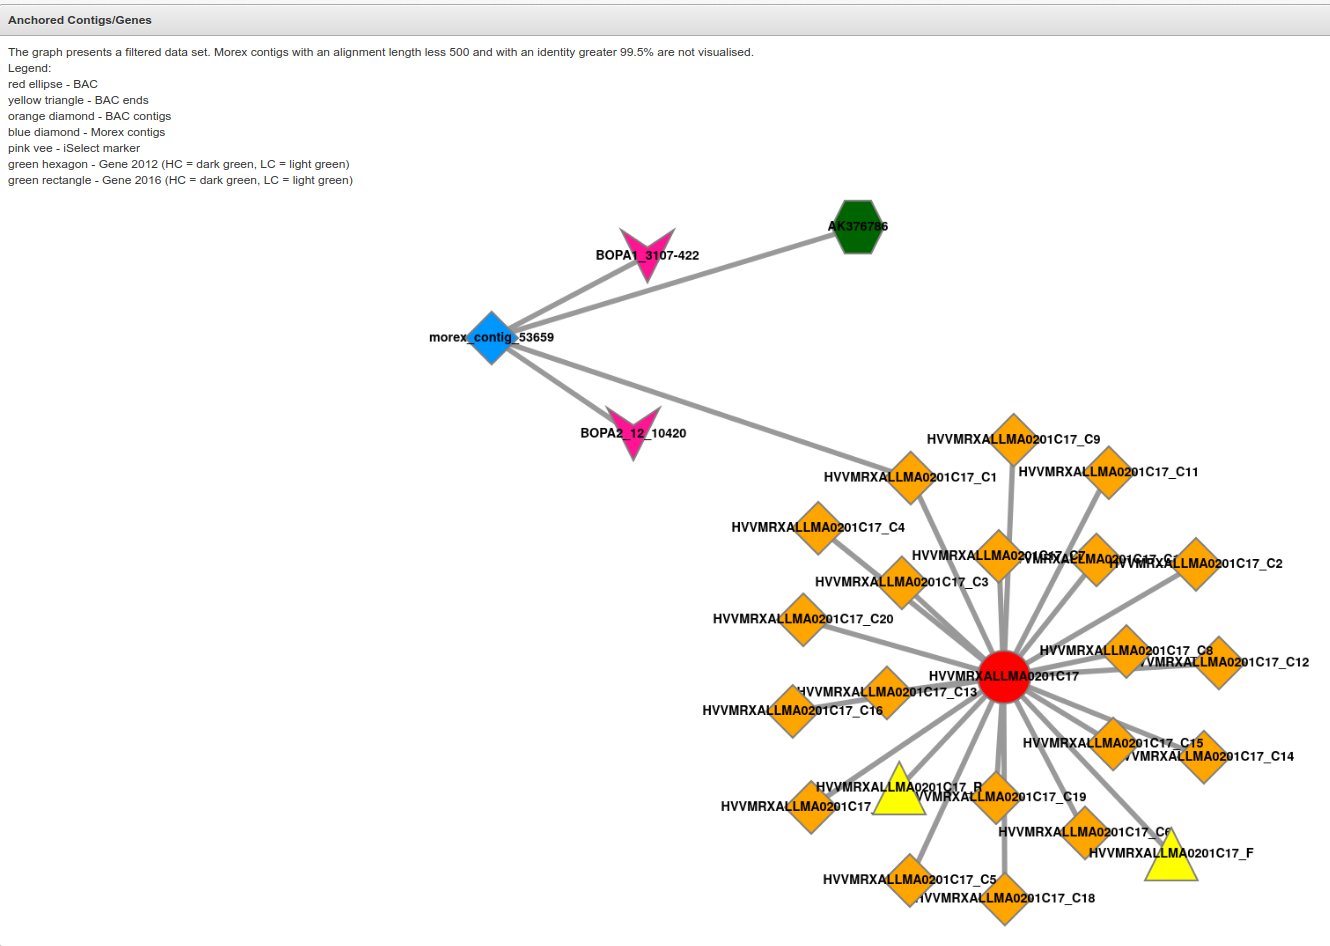 Anchored Contigs/Genes
The graph presents a filtered data set. Morex contigs with an alignment length less 500 and with an identity greater 99.5% are not visualised.
Legend:
red ellipse - BAC
yellow triangle - BAC ends
orange diamond - BAC contigs
blue diamond - Morex contigs
pink vee - iSelect marker
green hexagon - Gene 2012 (HC = dark green, LC = light green)
green rectangle - Gene 2016 (HC = dark green, LC = light green)
AK376786
BOPA1_3107-422
morex_contig_53659
BOPA2_12_10420
HVVMRXALLMA0201C17_C9
HVVMRXALLMA0201C17_C11
HVVMRXALLMA0201C17_C1
HVVMRXALLMA0201C17_C4
HVVMRXALLMA0201C17_C7
HVVMRXALLMA0201C17_C2
HVVMRXALLMA0201C17_C3
HVVMRXALLMA0201C17_C20
HVVMRXALLMA0201C17_C8
HVVMRXALLMA0201C17_C12
HVVMRXALLMA0201C17
HVVMRXALLMA0201C17_C13
HVVMRXALLMA0201C17_C16
HVVMRXALLMA0201C17_C15
HVVMRXALLMA0201C17_C14
HVVMRXALLMA0201C17_R
HVVMRXALLMA0201C17_C19
HVVMRXALLMA0201C17_C6
HVVMRXALLMA0201C17_F
HVVMRXALLMA0201C17_C5
HVVMRXALLMA0201C17_C18